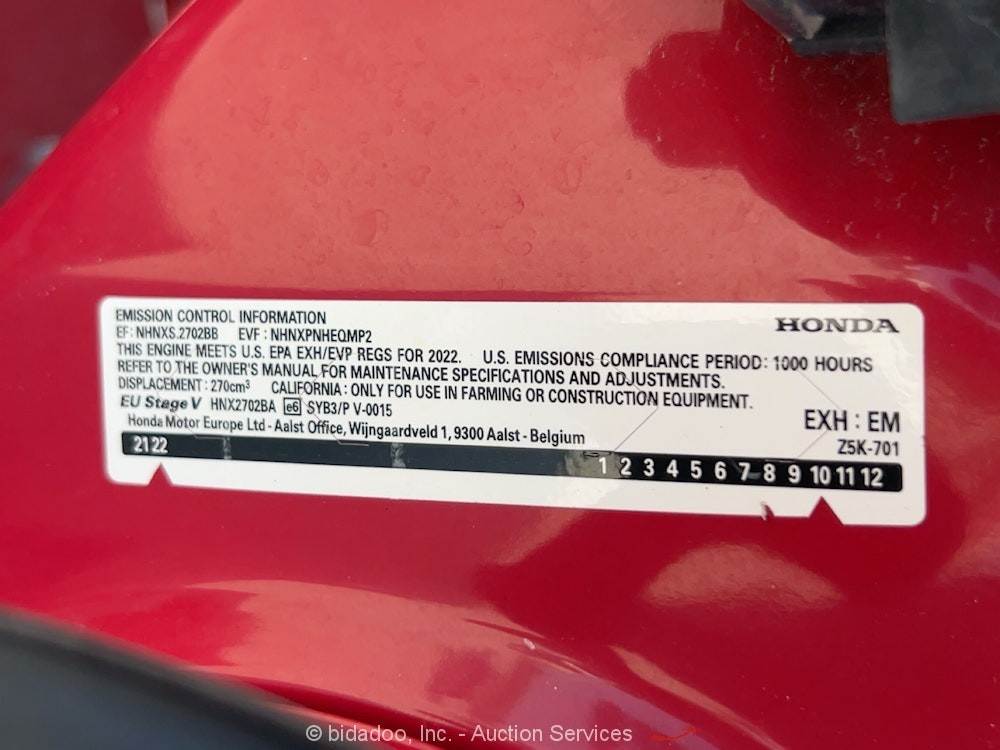 EMISSION CONTROL INFORMATION
HONDA
EF: NHNXS.2702BB EVF : NHNXPNHEQMP2
THIS ENGINE MEETS U.S. EPA EXH/EVP REGS FOR 2022. U.S. EMISSIONS COMPLIANCE PERIOD: 1000 HOURS
REFER TO THE OWNER'S MANUAL FOR MAINTENANCE SPECIFICATIONS AND ADJUSTMENTS.
DISPLACEMENT : 270cm³ CALIFORNIA : ONLY FOR USE IN FARMING OR CONSTRUCTION EQUIPMENT.
EU Stage V HNX2702BA e6 SYB3/P V-0015
EXH : EM
Honda Motor Europe Ltd - Aalst Office, Wijngaardveld 1, 9300 Aalst - Belgium
Z5K-701
21 22 1 2 3 4 5 6 7 8 9 10 11 12
© bidadoo, Inc. - Auction Services